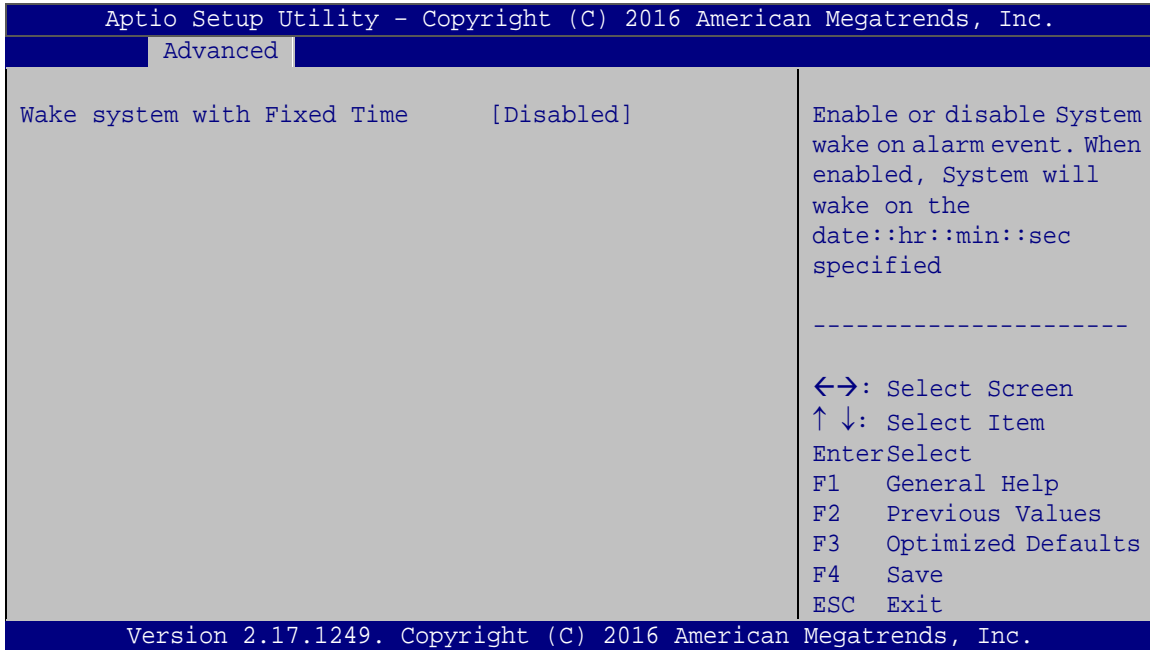 Aptio Setup Utility – Copyright (C) 2016 American Megatrends, Inc.
Advanced
Wake system with Fixed Time [Disabled]
Enable or disable System
wake on alarm event. When
enabled, System will
wake on the
date::hr::min::sec
specified
----------------------
←→: Select Screen
↑ ↓: Select Item
EnterSelect
F1 General Help
F2 Previous Values
F3 Optimized Defaults
F4 Save
ESC Exit
Version 2.17.1249. Copyright (C) 2016 American Megatrends, Inc.